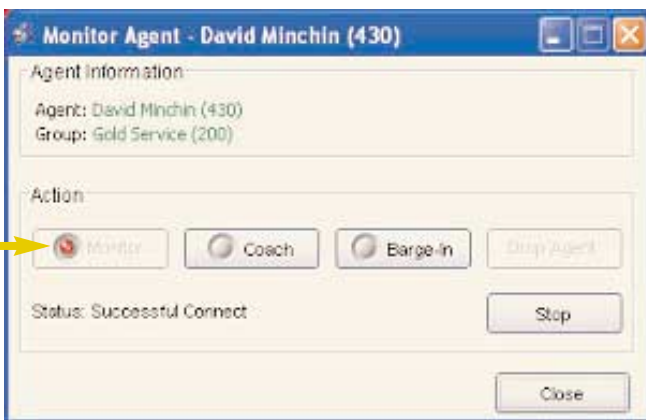 Monitor Agent - David Minchin (430)
Agent Information
Agent: David Minchin (430)
Group: Gold Service (200)
Action
Monitor Coach Barge-In Drop Agent
Status: Successful Connect
Stop
Close